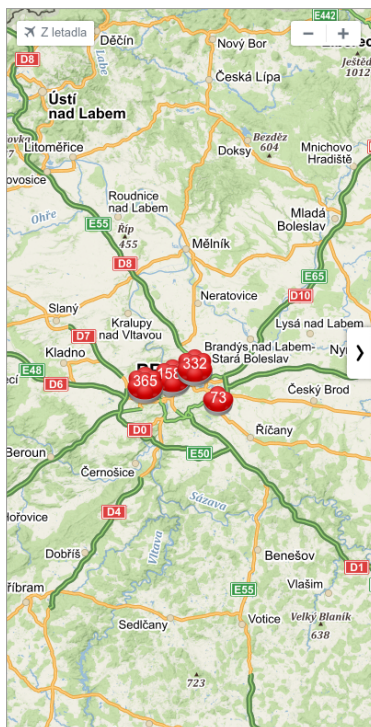 E442
Z letadla
Děčín
Nový Bor
Ještěd
1012
D8
Labe
Česká Lípa
Ústí
nad Labem
Bezděz
604
Litoměřice
Doksy
Mnichovo
Hradiště
Roudnice
nad Labem
Ohře
Mladá
Boleslav
E55
Říp
455
Mělník
D8
E65
Neratovice
D10
Slaný
Kralupy
nad Vltavou
Lysá nad Labem
D7
Brandýs nad Labem-
Stará Boleslav
Kladno
332
158
365
E48
D6
73
Český Brod
D0
Říčany
Beroun
E50
Černošice
Sázava
D4
Vltava
Dobříš
Benešov
D1
E55
Vlašim
Sedlčany
Votice
Velký Blaník
638
723